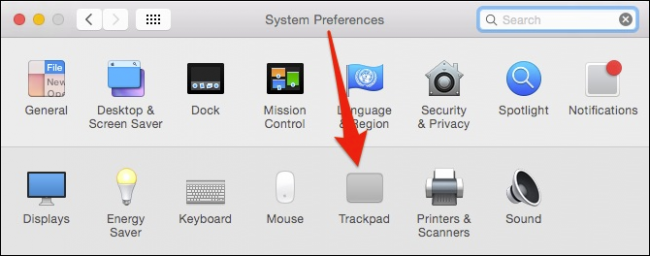 System Preferences
Search
File
New
Ope
General
Desktop &
Screen Saver
Dock
Mission
Control
Language
& Region
Security
& Privacy
Spotlight
Notifications
Displays
Energy
Saver
Keyboard
Mouse
Trackpad
Printers &
Scanners
Sound